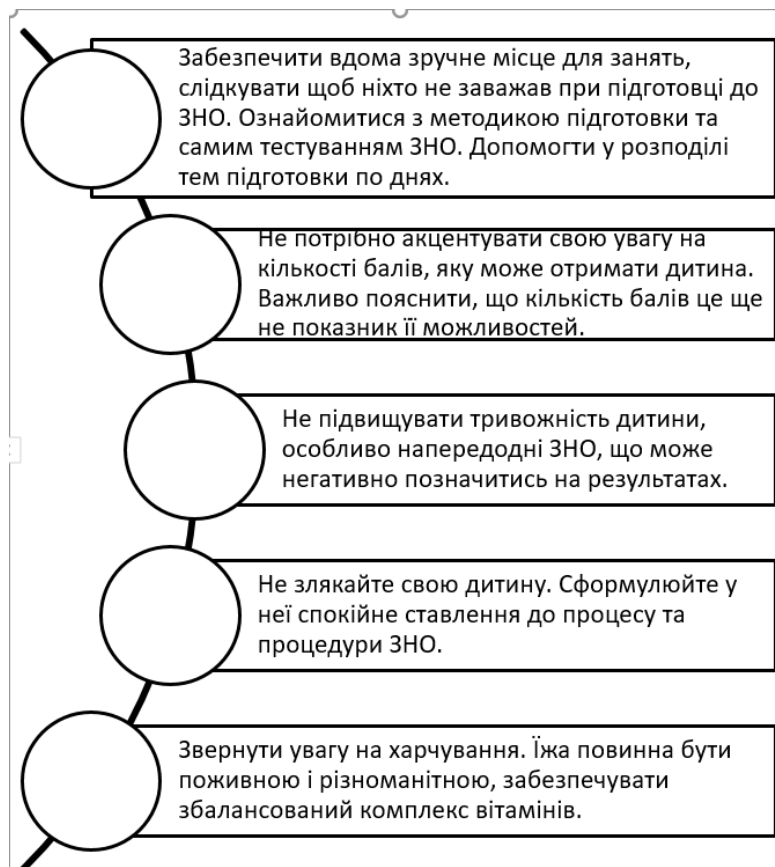 Забезпечити вдома зручне місце для занять,
слідкувати щоб ніхто не заважав при підготовці до
ЗНО. Ознайомитися з методикою підготовки та
самим тестуванням ЗНО. Допомогти у розподілі
тем підготовки по днях.
Не потрібно акцентувати свою увагу на
кількості балів, яку може отримати дитина.
Важливо пояснити, що кількість балів це ще
не показник її можливостей.
Не підвищувати тривожність дитини,
особливо напередодні ЗНО, що може
негативно позначитись на результатах.
Не злякайте свою дитину. Сформулюйте у
неї спокійне ставлення до процесу та
процедури ЗНО.
Звернути увагу на харчування. Їжа повинна бути
поживною і різноманітною, забезпечувати
збалансований комплекс вітамінів.